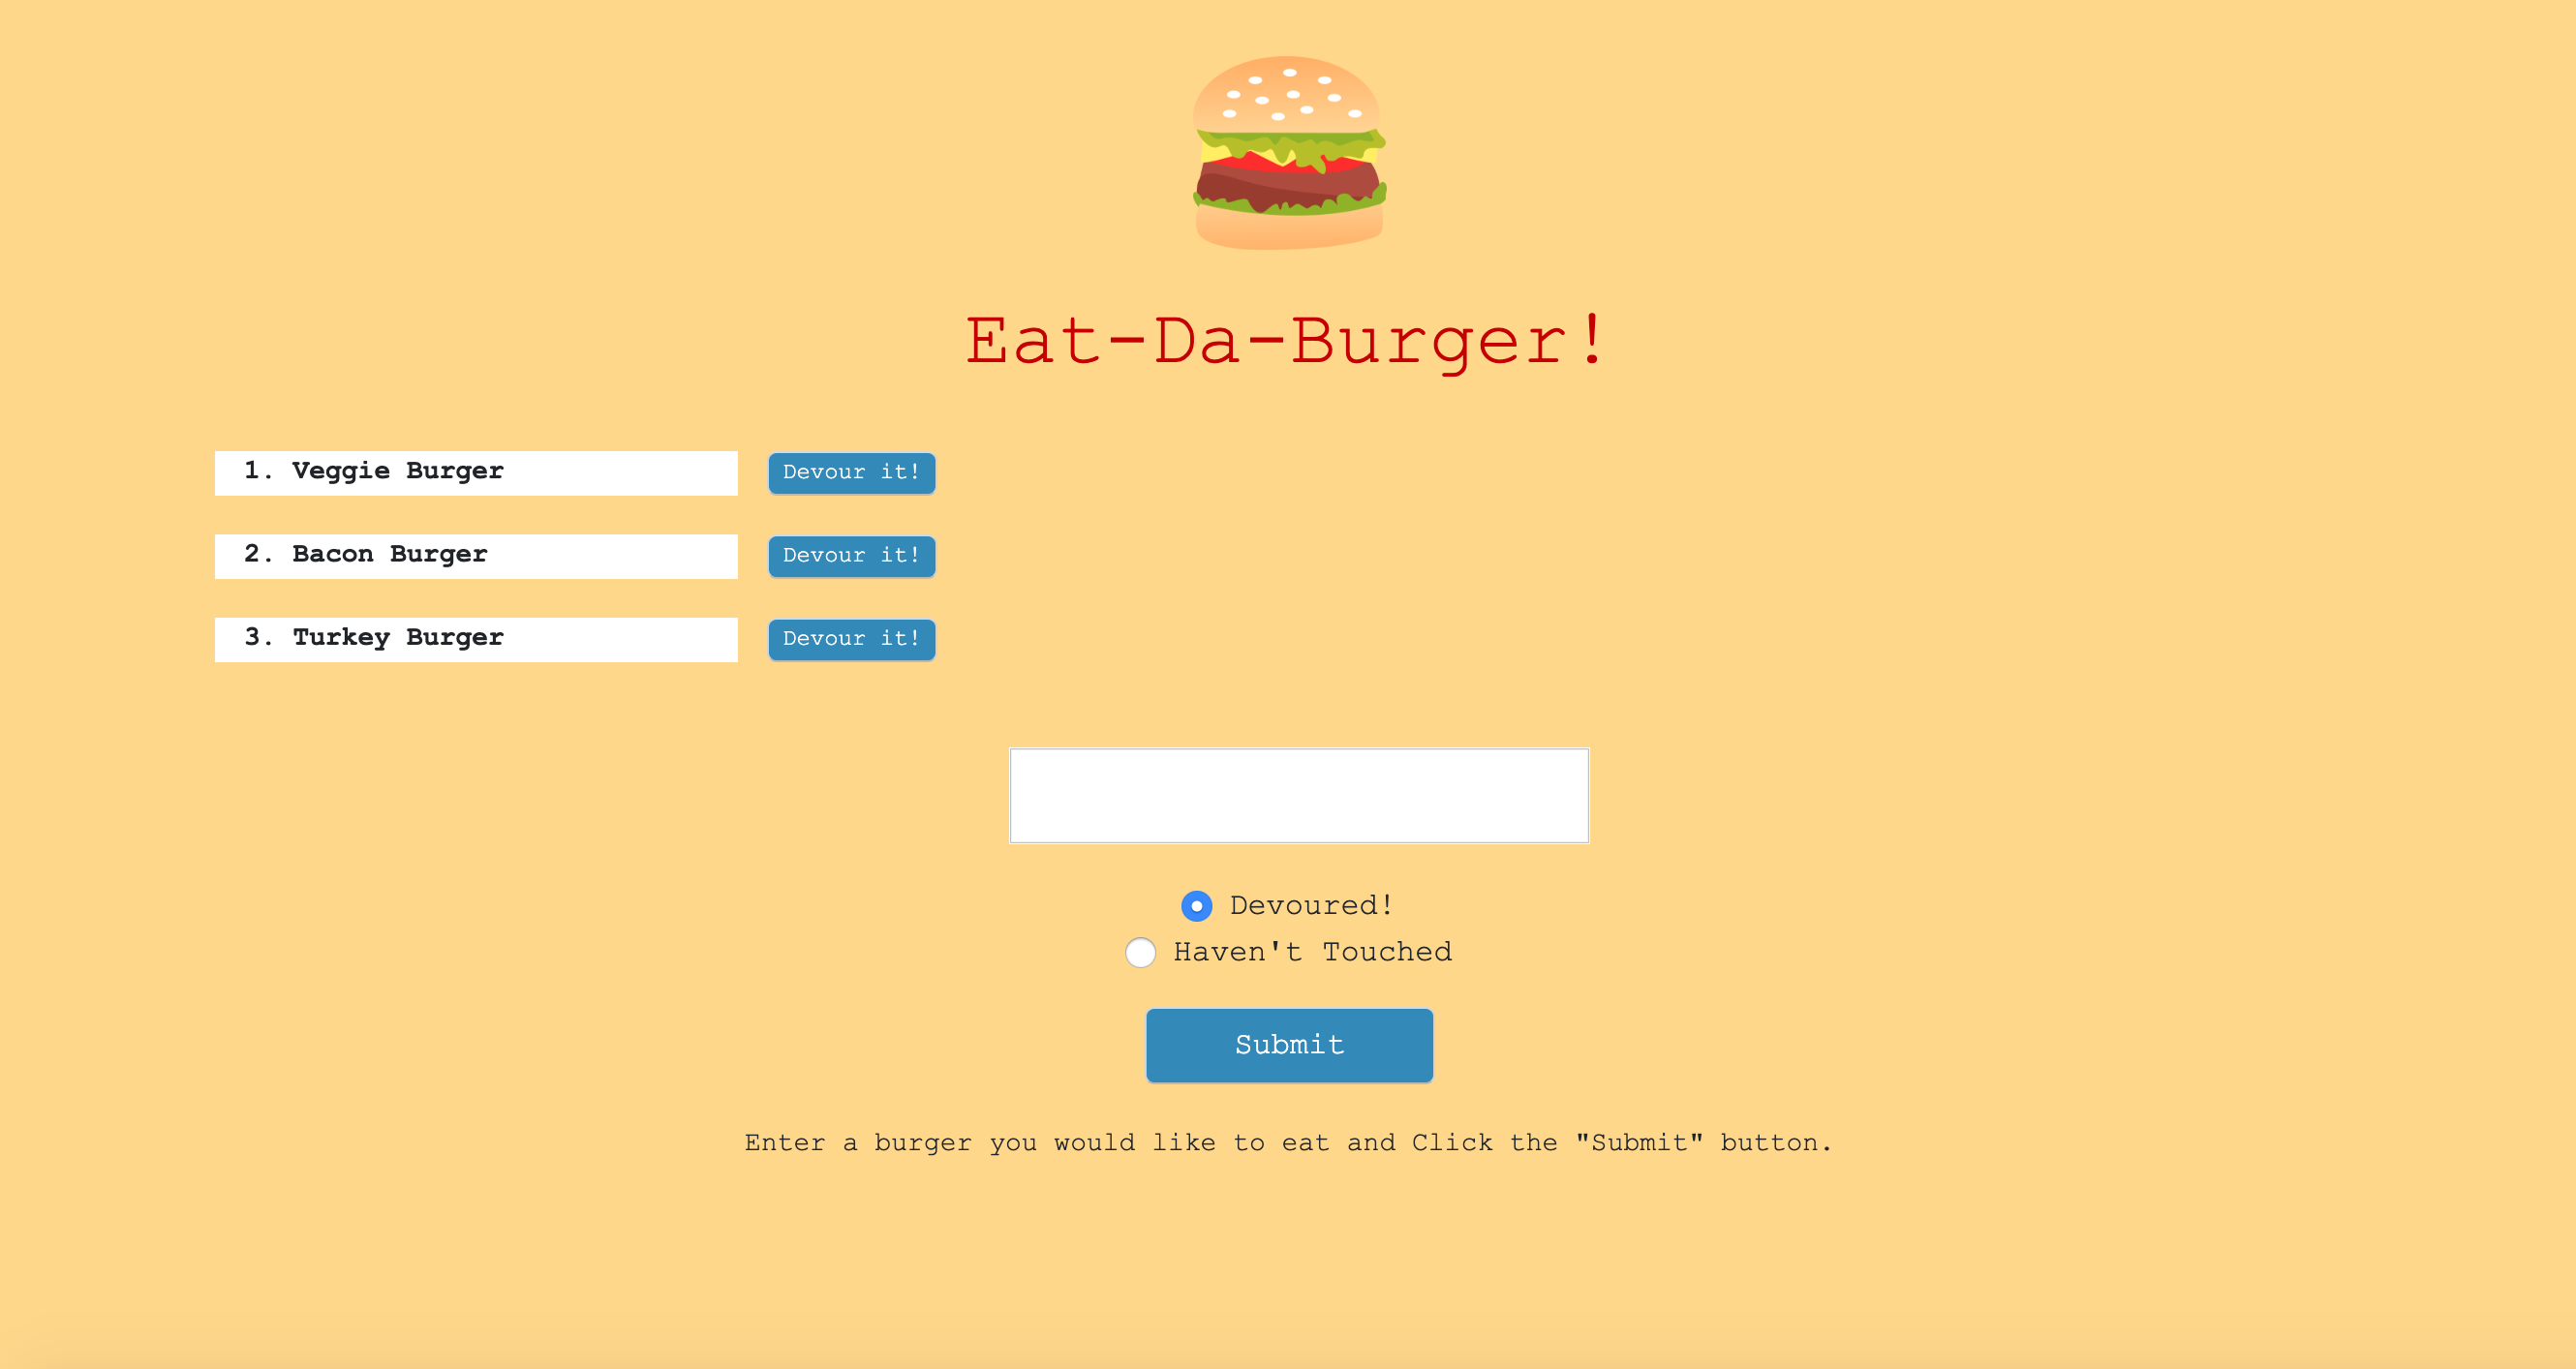 Eat-Da-Burger!
1. Veggie Burger Devour it!
2. Bacon Burger Devour it!
3. Turkey Burger Devour it!
Devoured!
Haven't Touched
Submit
Enter a burger you would like to eat and Click the "Submit" button.